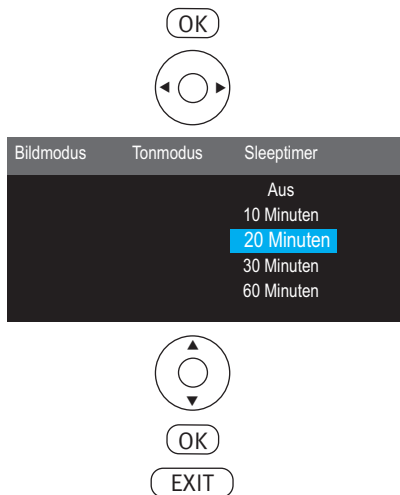 OK
Bildmodus Tonmodus Sleeptimer
Aus
10 Minuten
20 Minuten
30 Minuten
60 Minuten
OK
EXIT